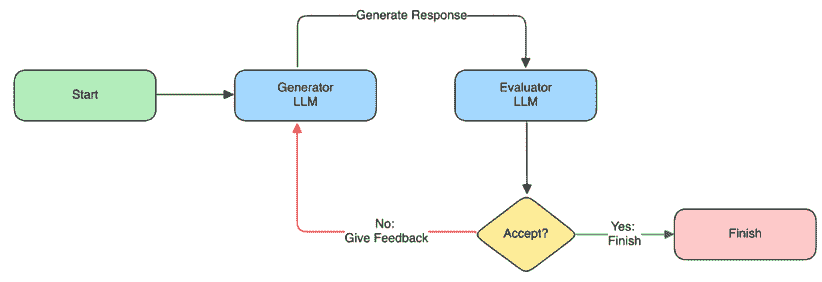 Generate Response
Start
Generator
LLM
Evaluator
LLM
No:
Give Feedback
Accept?
Yes:
Finish
Finish